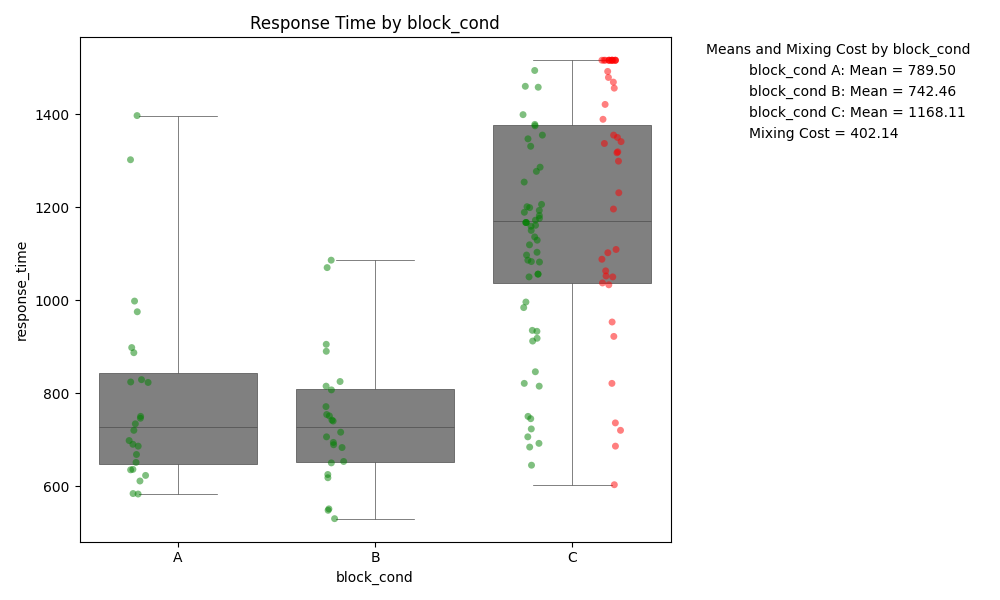 Response Time by block_cond
Means and Mixing Cost by block_cond
block_cond A: Mean = 789.50
block_cond B: Mean = 742.46
block_cond C: Mean = 1168.11
Mixing Cost = 402.14
response_time
1400
1200
1000
800
600
A
B
C
block_cond